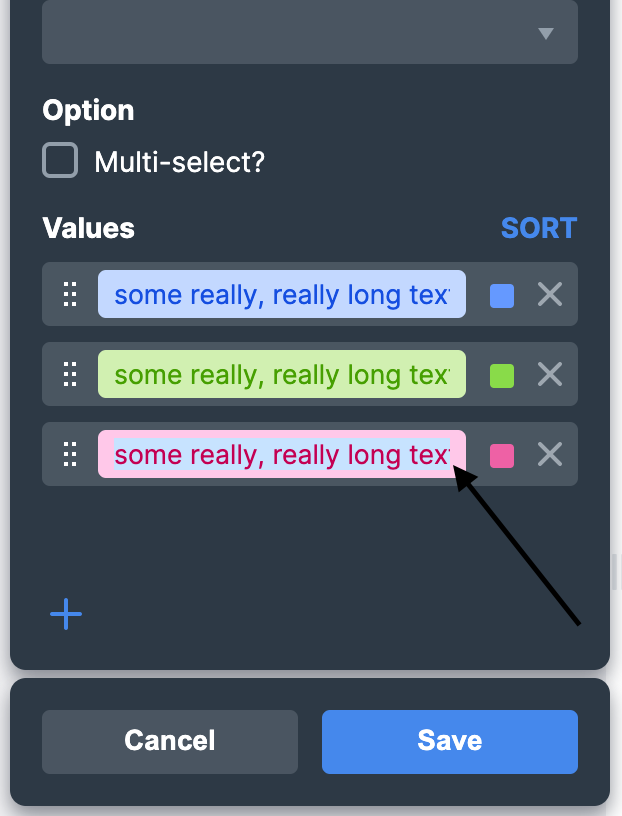 Option
Multi-select?
Values
SORT
some really, really long tex
some really, really long tex
some really, really long tex
Cancel
Save